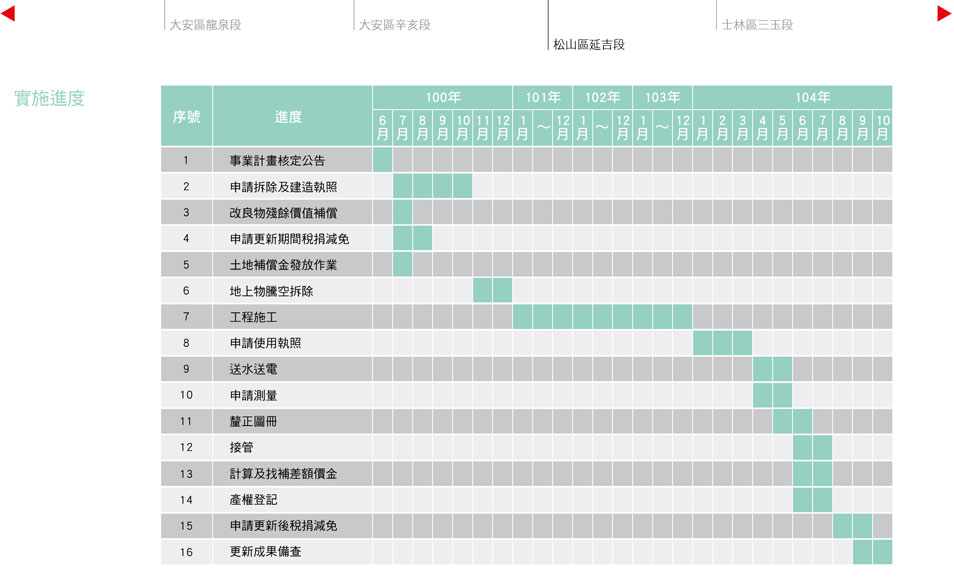 大安區龍泉段 大安區辛亥段 士林區三玉段
松山區延吉段
實施進度
序號 進度 100年 101年 102年 103年 104年
6月 7月 8月 9月 10月 11月 12月 1月 ~ 12月 1月 ~ 12月 1月 ~ 12月 1月 2月 3月 4月 5月 6月 7月 8月 9月 10月
1 事業計畫核定公告
2 申請拆除及建造執照
3 改良物殘餘價值補償
4 申請更新期間稅捐減免
5 土地補償金發放作業
6 地上物騰空拆除
7 工程施工
8 申請使用執照
9 送水送電
10 申請測量
11 釐正圖冊
12 接管
13 計算及找補差額價金
14 產權登記
15 申請更新後稅捐減免
16 更新成果備查